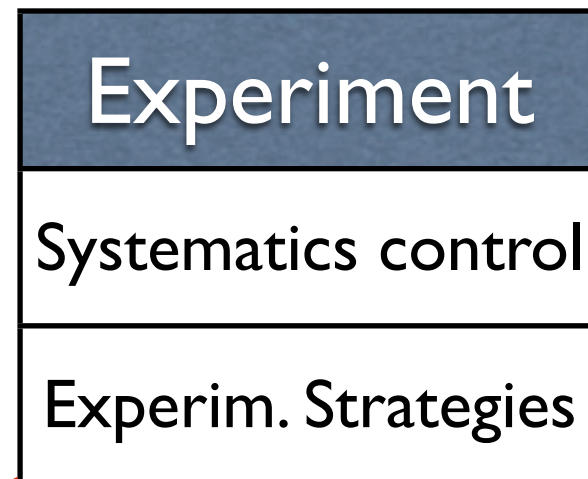 Experiment
Systematics control
Experim. Strategies